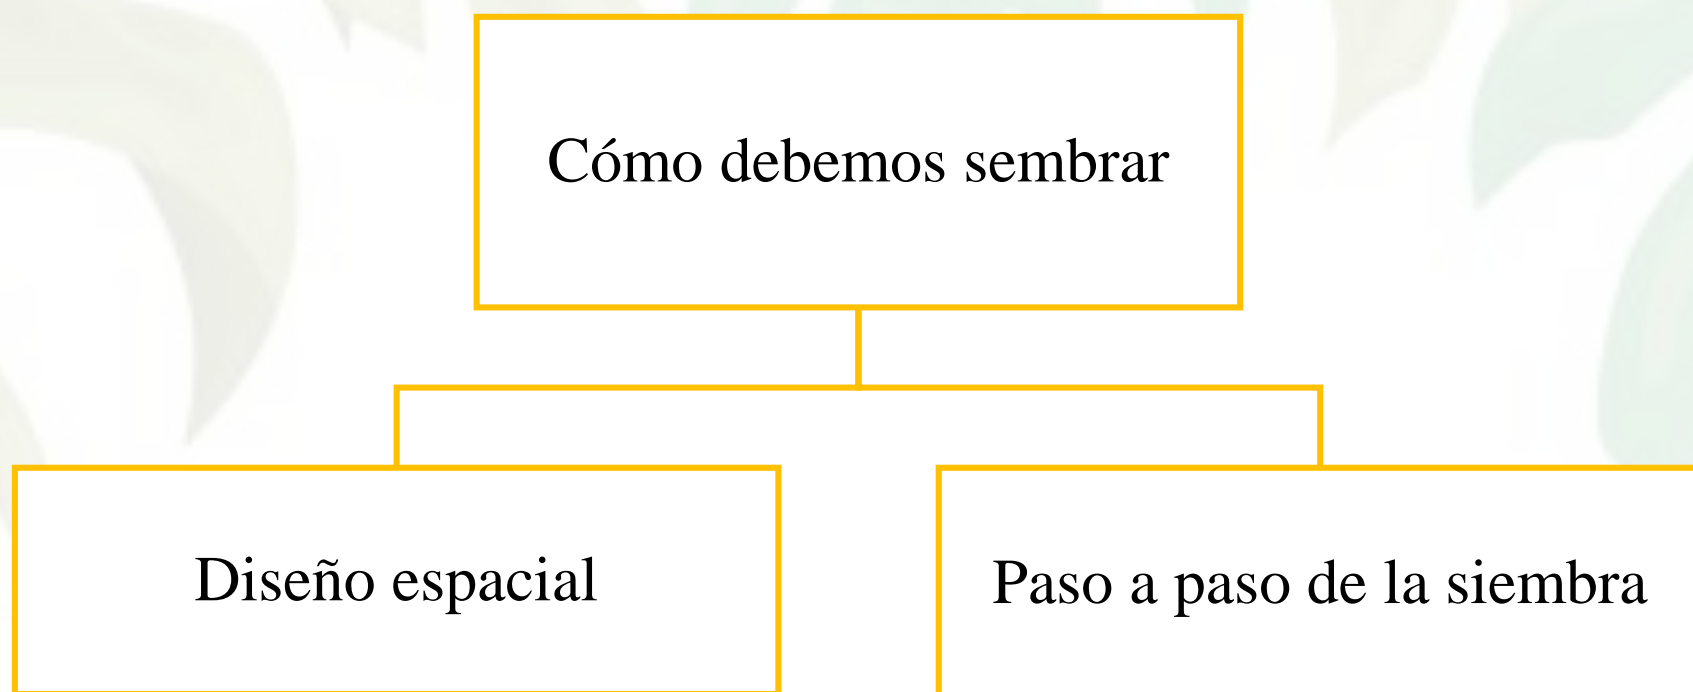 Cómo debemos sembrar
Diseño espacial
Paso a paso de la siembra